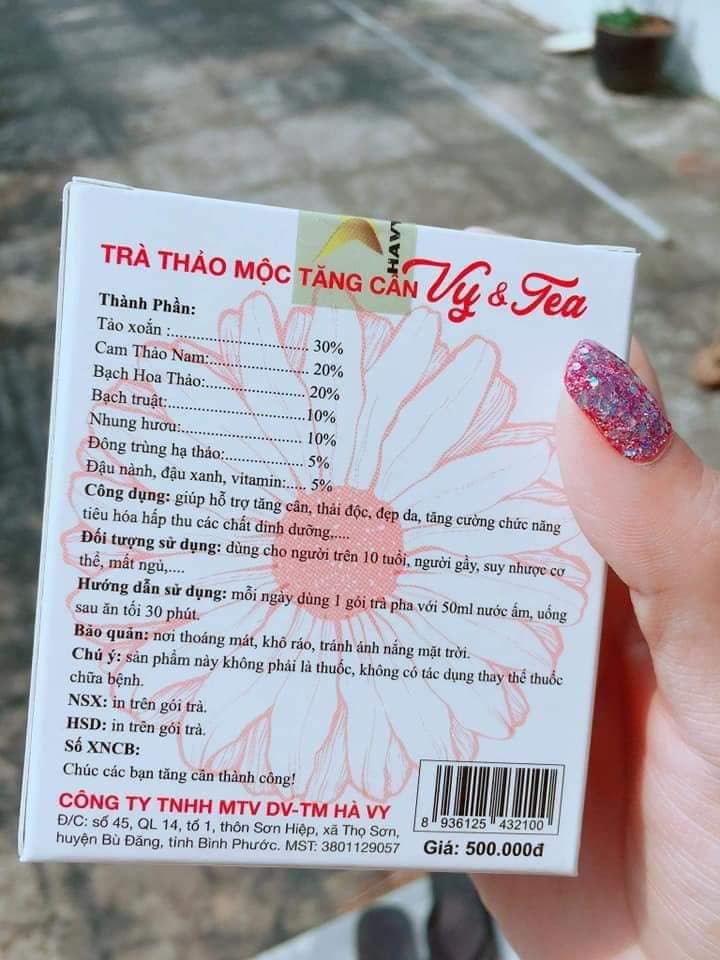 HAVY
TRÀ THẢO MỘC TĂNG CÂN Vy & Tea
Thành Phần:
Tảo xoắn :............................ 30%
Cam Thảo Nam:..................... 20%
Bạch Hoa Thảo:..................... 20%
Bạch truật:............................ 10%
Nhung hươu:......................... 10%
Đông trùng hạ thảo:............... 5%
Đậu nành, đậu xanh, vitamin:.... 5%
Công dụng: giúp hỗ trợ tăng cân, thải độc, đẹp da, tăng cường chức năng
tiêu hóa hấp thu các chất dinh dưỡng,....
Đối tượng sử dụng: dùng cho người trên 10 tuổi, người gầy, suy nhược cơ
thể, mất ngủ,....
Hướng dẫn sử dụng: mỗi ngày dùng 1 gói trà pha với 50ml nước ấm, uống
sau ăn tối 30 phút.
Bảo quản: nơi thoáng mát, khô ráo, tránh ánh nắng mặt trời.
Chú ý: sản phẩm này không phải là thuốc, không có tác dụng thay thế thuốc
chữa bệnh.
NSX: in trên gói trà.
HSD: in trên gói trà.
Số XNCB:
Chúc các bạn tăng cân thành công!
CÔNG TY TNHH MTV DV-TM HÀ VY
Đ/C: số 45, QL 14, tổ 1, thôn Sơn Hiệp, xã Thọ Sơn,
huyện Bù Đăng, tỉnh Bình Phước. MST: 3801129057
8 936125 432100
Giá: 500.000đ